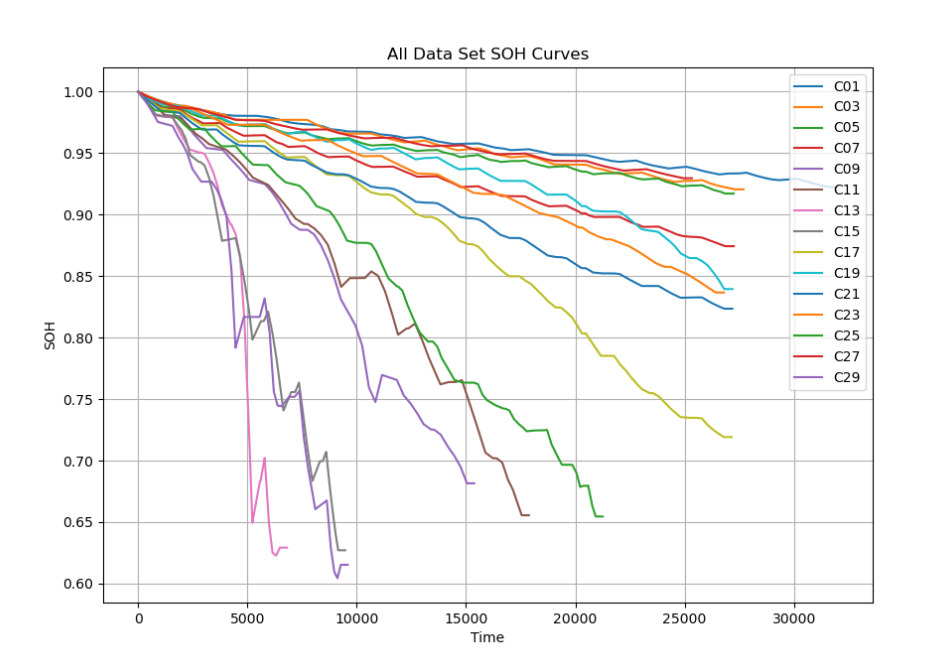 All Data Set SOH Curves
1.00
0.95
0.90
0.85
0.80
0.75
0.70
0.65
0.60
SOH
0
5000
10000
15000
20000
25000
30000
Time
C01
C03
C05
C07
C09
C11
C13
C15
C17
C19
C21
C23
C25
C27
C29